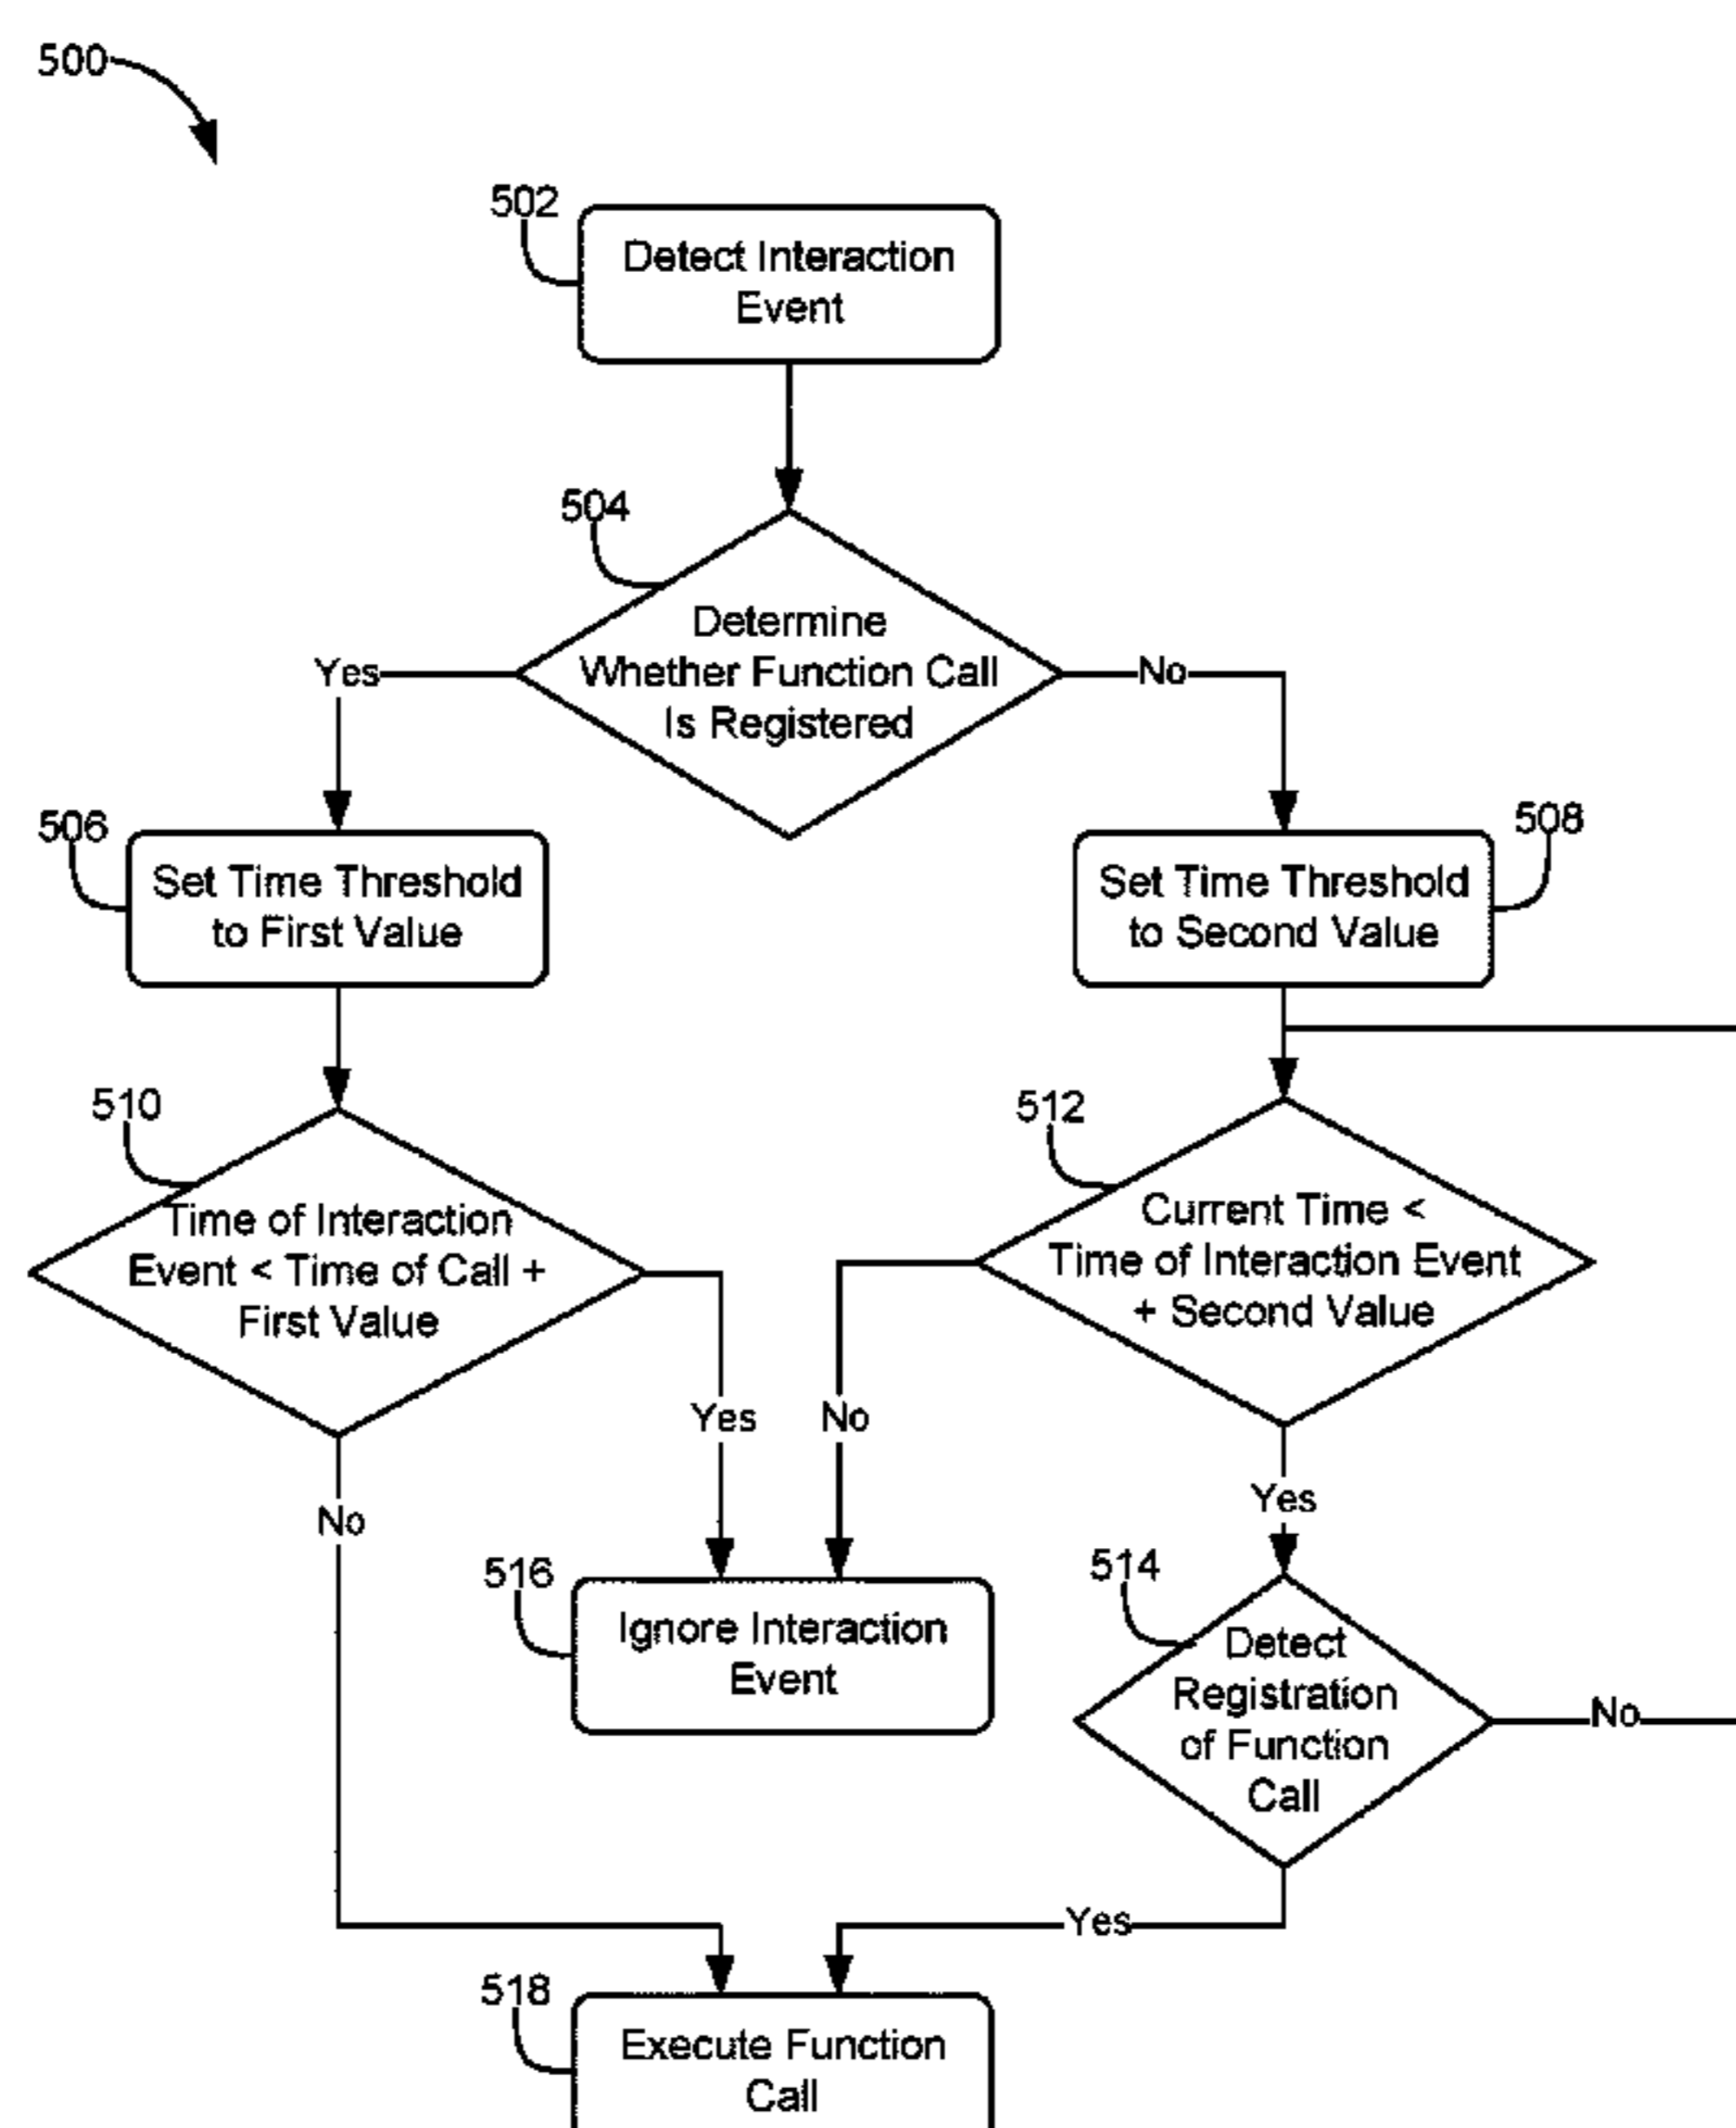 500
502
Detect Interaction
Event
504
Determine
Whether Function Call
Is Registered
Yes
No
506
Set Time Threshold
to First Value
508
Set Time Threshold
to Second Value
510
Time of Interaction
Event < Time of Call +
First Value
512
Current Time <
Time of Interaction Event
+ Second Value
Yes
No
No
Yes
516
Ignore Interaction
Event
514
Detect
Registration
of Function
Call
No
Yes
518
Execute Function
Call